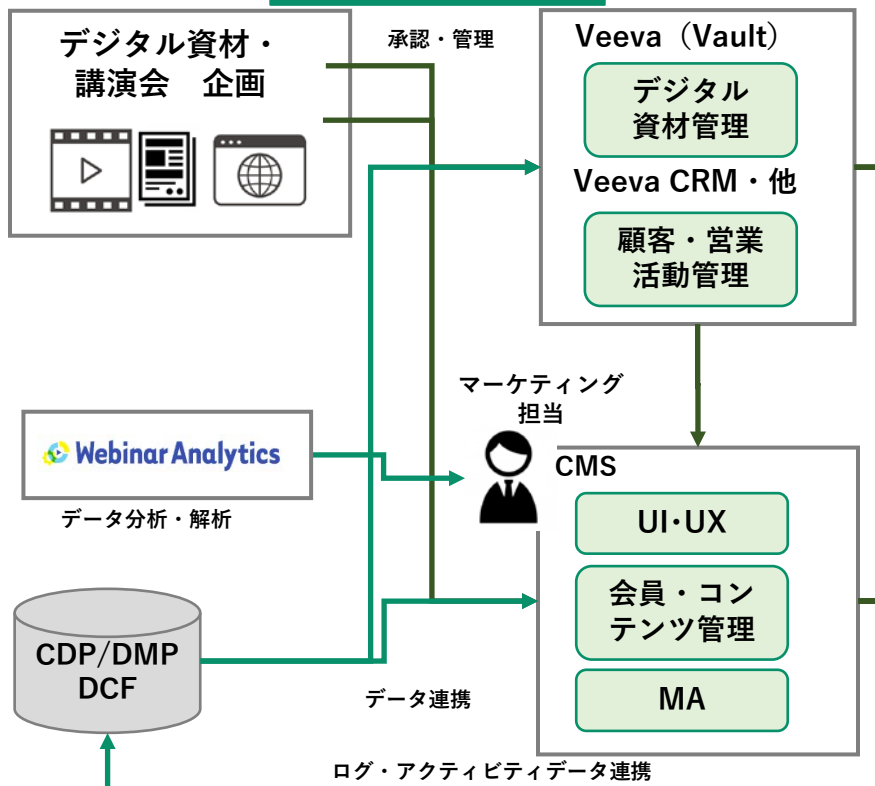 デジタル資材・
講演会　企画
承認・管理
Veeva（Vault）
デジタル
資材管理
Veeva CRM・他
顧客・営業
活動管理
マーケティング
担当
Webinar Analytics
データ分析・解析
CMS
UI・UX
会員・コン
テンツ管理
MA
CDP/DMP
DCF
データ連携
ログ・アクティビティデータ連携